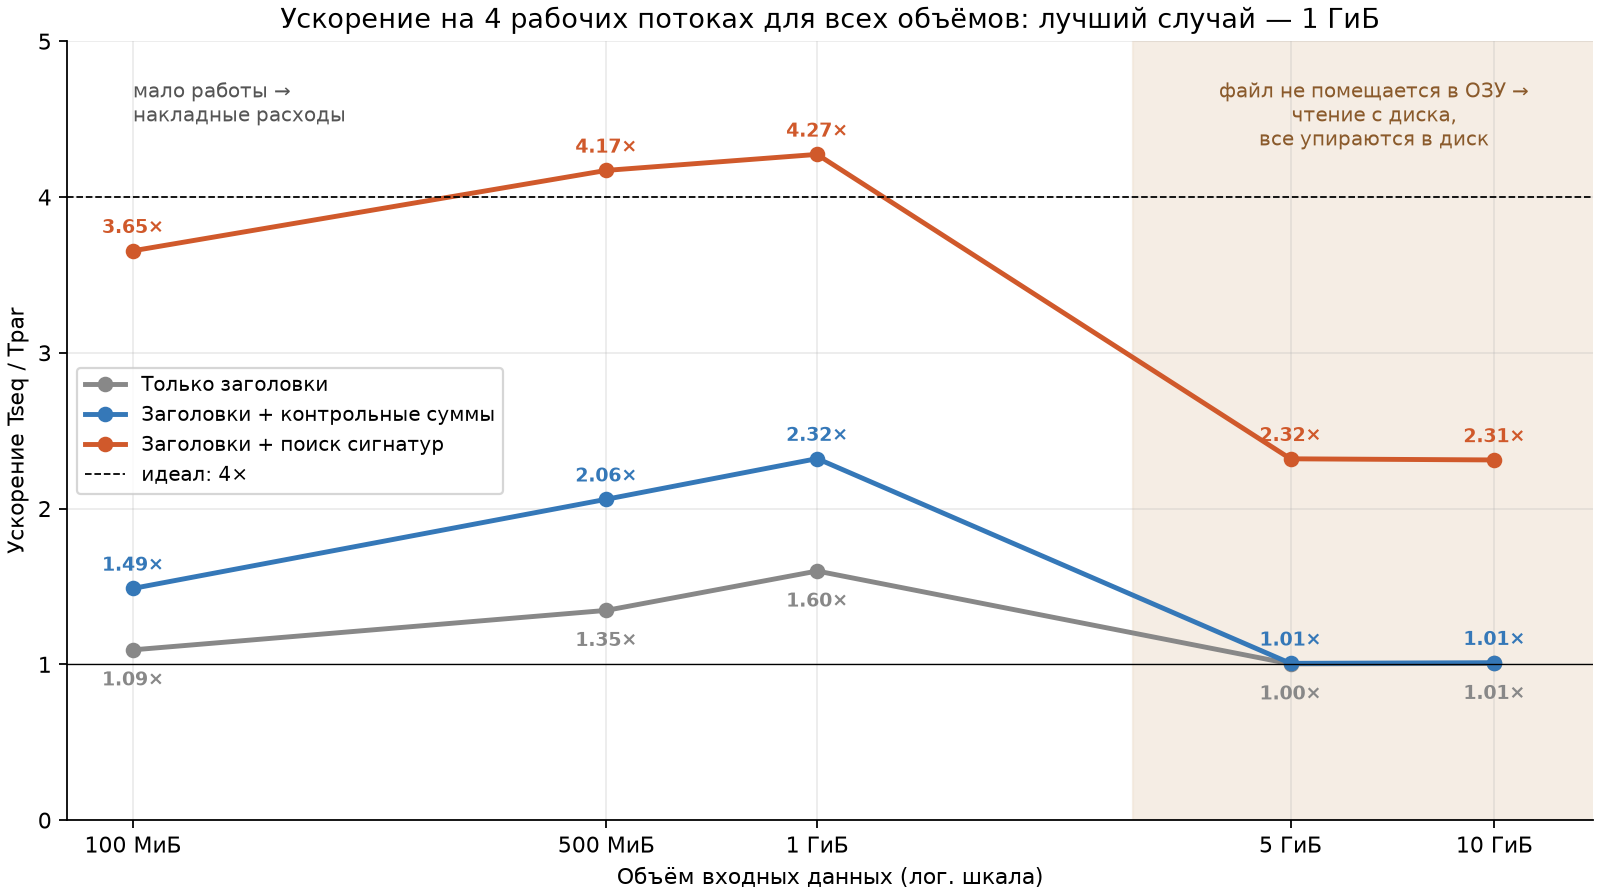 Ускорение на 4 рабочих потоках для всех объёмов: лучший случай — 1 ГиБ
Ускорение Tseq / Tpar
5
4
3
2
1
0
мало работы →
накладные расходы
файл не помещается в ОЗУ →
чтение с диска,
все упираются в диск
3.65×
4.17×
4.27×
2.32×
2.31×
1.49×
2.06×
2.32×
1.01×
1.01×
1.09×
1.35×
1.60×
1.00×
1.01×
Только заголовки
Заголовки + контрольные суммы
Заголовки + поиск сигнатур
идеал: 4×
100 МиБ
500 МиБ
1 ГиБ
5 ГиБ
10 ГиБ
Объём входных данных (лог. шкала)